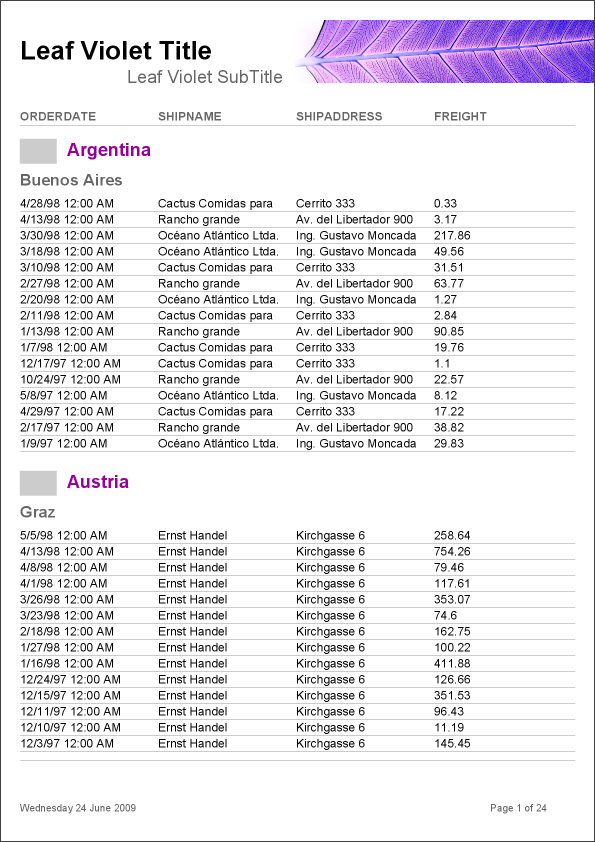 Leaf Violet Title
Leaf Violet SubTitle
ORDERDATE SHIPNAME SHIPADDRESS FREIGHT
Argentina
Buenos Aires
4/28/98 12:00 AM Cactus Comidas para Cerrito 333 0.33
4/13/98 12:00 AM Rancho grande Av. del Libertador 900 3.17
3/30/98 12:00 AM Océano Atlántico Ltda. Ing. Gustavo Moncada 217.86
3/18/98 12:00 AM Océano Atlántico Ltda. Ing. Gustavo Moncada 49.56
3/10/98 12:00 AM Cactus Comidas para Cerrito 333 31.51
2/27/98 12:00 AM Rancho grande Av. del Libertador 900 63.77
2/20/98 12:00 AM Océano Atlántico Ltda. Ing. Gustavo Moncada 1.27
2/11/98 12:00 AM Cactus Comidas para Cerrito 333 2.84
1/13/98 12:00 AM Rancho grande Av. del Libertador 900 90.85
1/7/98 12:00 AM Cactus Comidas para Cerrito 333 19.76
12/17/97 12:00 AM Cactus Comidas para Cerrito 333 1.1
10/24/97 12:00 AM Rancho grande Av. del Libertador 900 22.57
5/8/97 12:00 AM Océano Atlántico Ltda. Ing. Gustavo Moncada 8.12
4/29/97 12:00 AM Cactus Comidas para Cerrito 333 17.22
2/17/97 12:00 AM Rancho grande Av. del Libertador 900 38.82
1/9/97 12:00 AM Océano Atlántico Ltda. Ing. Gustavo Moncada 29.83
Austria
Graz
5/5/98 12:00 AM Ernst Handel Kirchgasse 6 258.64
4/13/98 12:00 AM Ernst Handel Kirchgasse 6 754.26
4/8/98 12:00 AM Ernst Handel Kirchgasse 6 79.46
4/1/98 12:00 AM Ernst Handel Kirchgasse 6 117.61
3/26/98 12:00 AM Ernst Handel Kirchgasse 6 353.07
3/23/98 12:00 AM Ernst Handel Kirchgasse 6 74.6
2/18/98 12:00 AM Ernst Handel Kirchgasse 6 162.75
1/27/98 12:00 AM Ernst Handel Kirchgasse 6 100.22
1/16/98 12:00 AM Ernst Handel Kirchgasse 6 411.88
12/24/97 12:00 AM Ernst Handel Kirchgasse 6 126.66
12/15/97 12:00 AM Ernst Handel Kirchgasse 6 351.53
12/11/97 12:00 AM Ernst Handel Kirchgasse 6 96.43
12/10/97 12:00 AM Ernst Handel Kirchgasse 6 11.19
12/3/97 12:00 AM Ernst Handel Kirchgasse 6 145.45
Wednesday 24 June 2009 Page 1 of 24